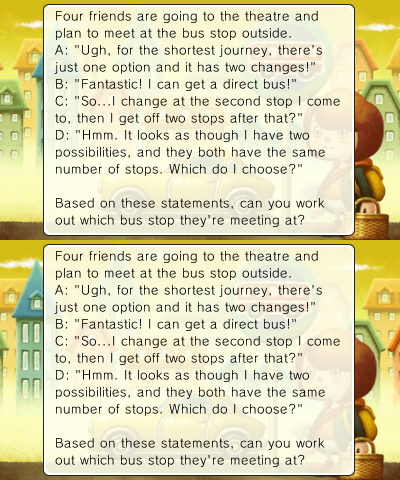 Four friends are going to the theatre and
plan to meet at the bus stop outside.
A: "Ugh, for the shortest journey, there's
just one option and it has two changes!"
B: "Fantastic! I can get a direct bus!"
C: "So...I change at the second stop I come
to, then I get off two stops after that?"
D: "Hmm. It looks as though I have two
possibilities, and they both have the same
number of stops. Which do I choose?"
Based on these statements, can you work
out which bus stop they're meeting at?
Four friends are going to the theatre and
plan to meet at the bus stop outside.
A: "Ugh, for the shortest journey, there's
just one option and it has two changes!"
B: "Fantastic! I can get a direct bus!"
C: "So...I change at the second stop I come
to, then I get off two stops after that?"
D: "Hmm. It looks as though I have two
possibilities, and they both have the same
number of stops. Which do I choose?"
Based on these statements, can you work
out which bus stop they're meeting at?